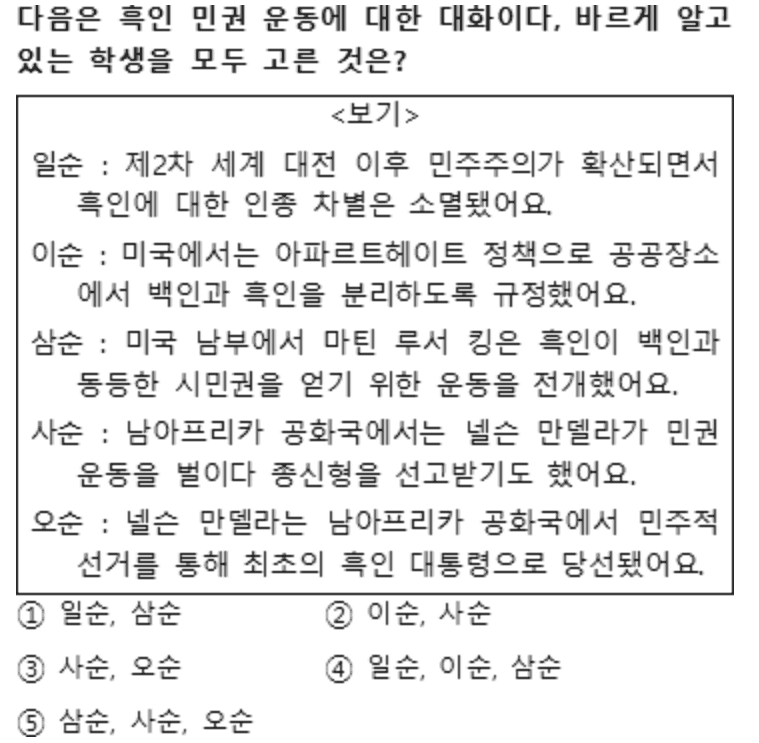 다음은 흑인 민권 운동에 대한 대화이다, 바르게 알고
있는 학생을 모두 고른 것은?
<보기>
일순 : 제2차 세계 대전 이후 민주주의가 확산되면서
흑인에 대한 인종 차별은 소멸됐어요.
이순 : 미국에서는 아파르트헤이트 정책으로 공공장소
에서 백인과 흑인을 분리하도록 규정했어요.
삼순 : 미국 남부에서 마틴 루서 킹은 흑인이 백인과
동등한 시민권을 얻기 위한 운동을 전개했어요.
사순 : 남아프리카 공화국에서는 넬슨 만델라가 민권
운동을 벌이다 종신형을 선고받기도 했어요.
오순 : 넬슨 만델라는 남아프리카 공화국에서 민주적
선거를 통해 최초의 흑인 대통령으로 당선됐어요.
① 일순, 삼순 ② 이순, 사순
③ 사순, 오순 ④ 일순, 이순, 삼순
⑤ 삼순, 사순, 오순